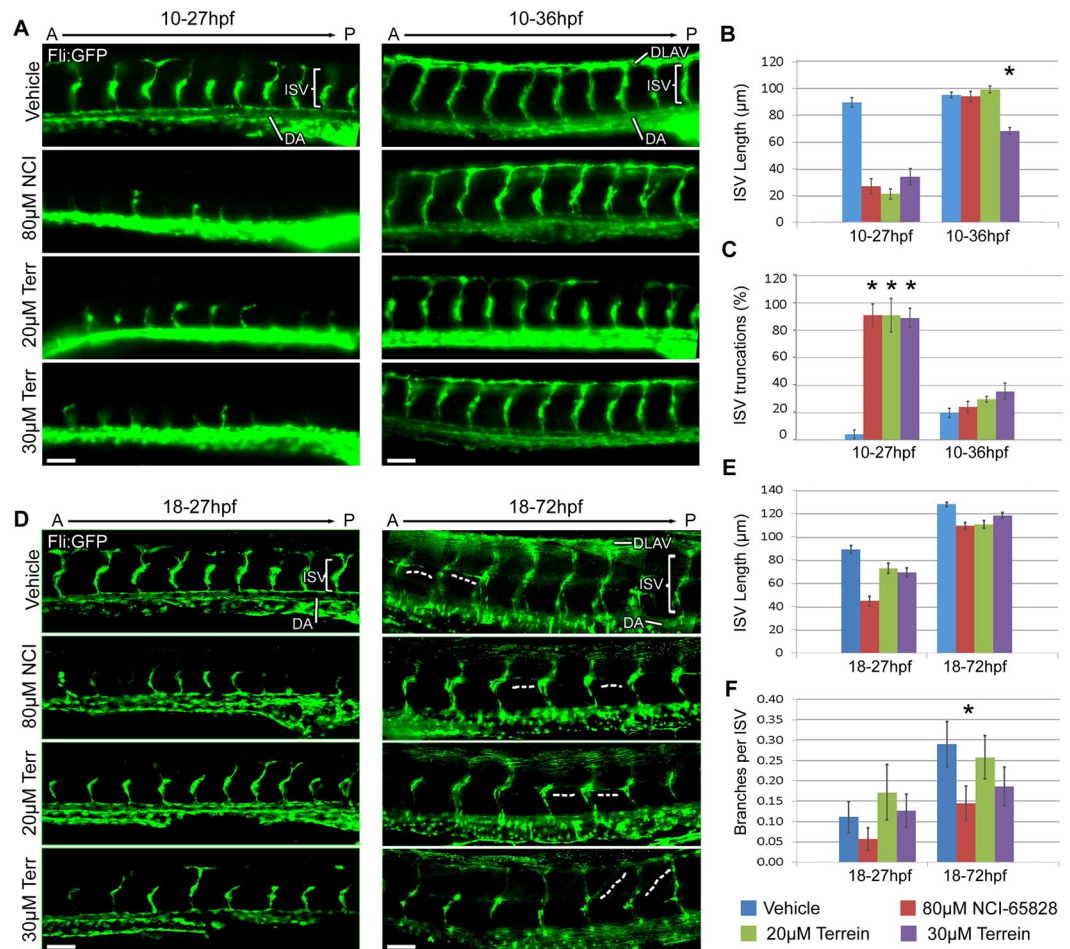 A
10-27hpf
A P
Fli:GFP
Vehicle
ISV
DA
80µM NCI
20µM Terr
30µM Terr
10-36hpf
A P
DLAV
ISV
DA
B
ISV Length (µm)
120
100
80
60
40
20
0
*
10-27hpf 10-36hpf
C
ISV truncations (%)
120
100
80
60
40
20
0
* * *
10-27hpf 10-36hpf
D
18-27hpf
A P
Fli:GFP
Vehicle
ISV
DA
80µM NCI
20µM Terr
30µM Terr
18-72hpf
A P
DLAV
ISV
DA
E
ISV Length (µm)
140
120
100
80
60
40
20
0
18-27hpf 18-72hpf
F
Branches per ISV
0.40
0.35
0.30
0.25
0.20
0.15
0.10
0.05
0.00
*
18-27hpf 18-72hpf
Vehicle 80µM NCI-65828
20µM Terrein 30µM Terrein